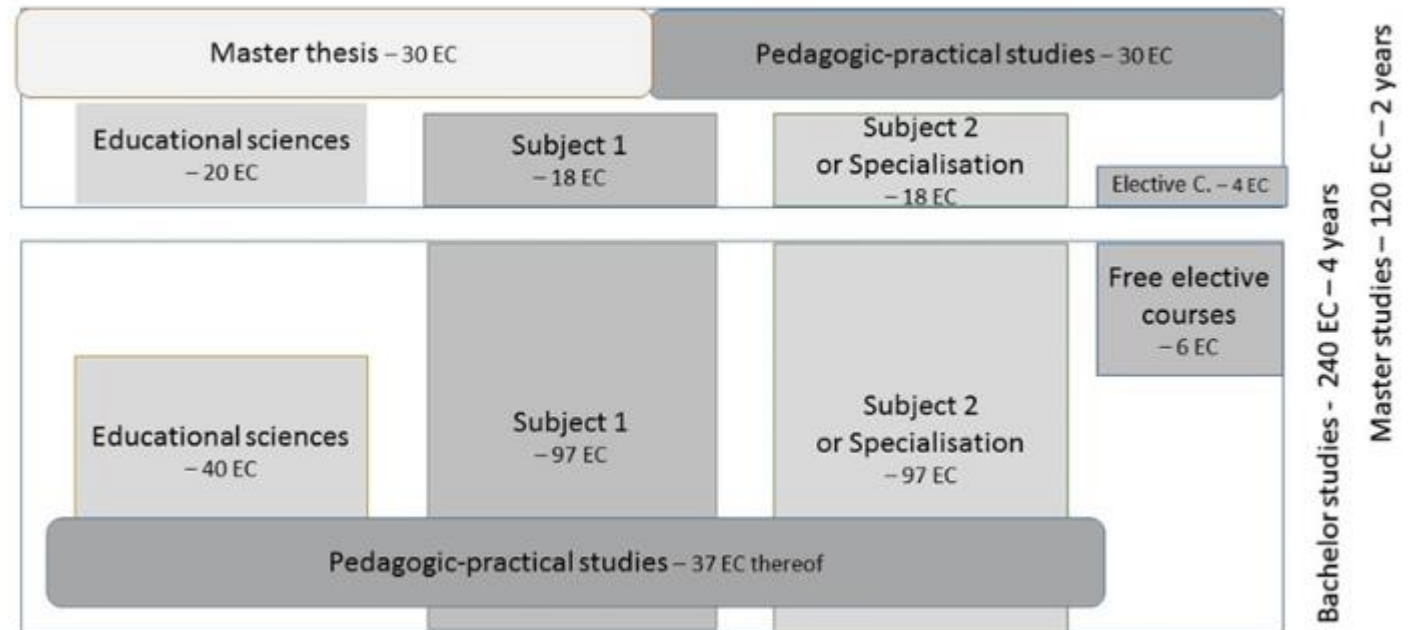 Master thesis – 30 EC
Pedagogic-practical studies – 30 EC
Educational sciences
– 20 EC
Subject 1
– 18 EC
Subject 2
or Specialisation
– 18 EC
Elective C. – 4 EC
Free elective
courses
– 6 EC
Educational sciences
– 40 EC
Subject 1
– 97 EC
Subject 2
or Specialisation
– 97 EC
Pedagogic-practical studies – 37 EC thereof
Bachelor studies - 240 EC – 4 years
Master studies – 120 EC – 2 years